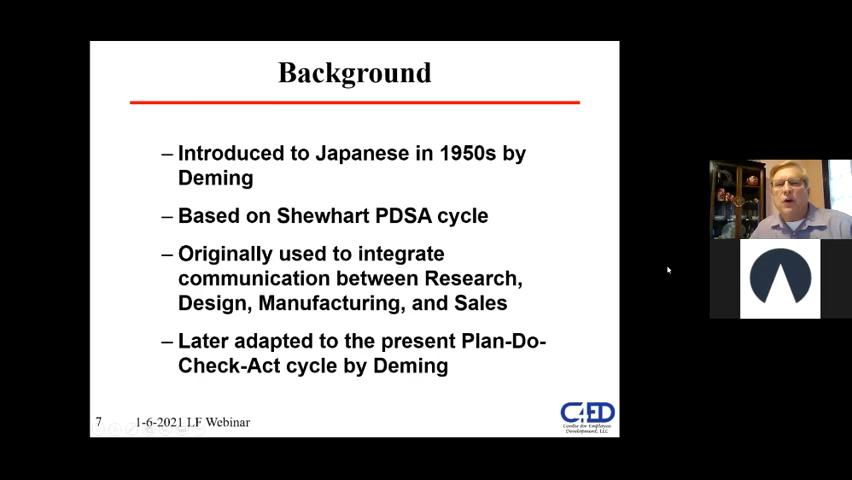 Background
– Introduced to Japanese in 1950s by
Deming
– Based on Shewhart PDSA cycle
– Originally used to integrate
communication between Research,
Design, Manufacturing, and Sales
– Later adapted to the present Plan-Do-
Check-Act cycle by Deming
7
1-6-2021 LF Webinar
C4ED
Center for Employee
Development, LLC